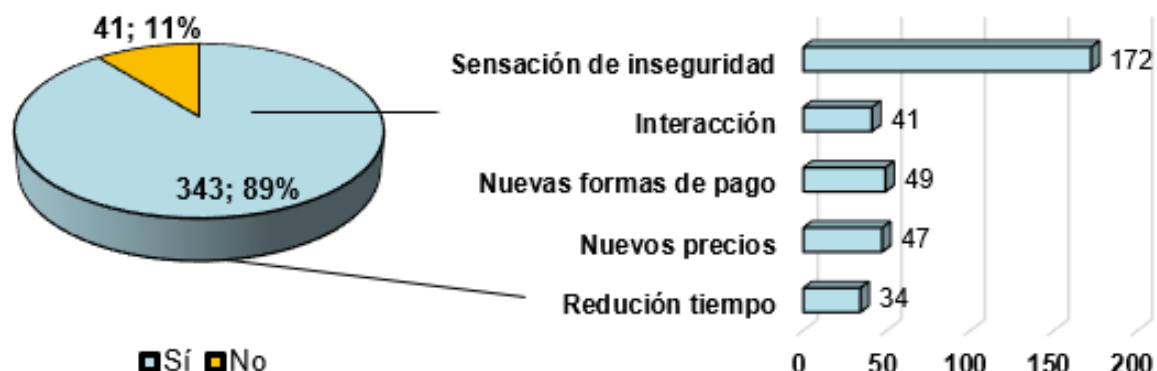 41; 11%
343; 89%
Sí No
Sensación de inseguridad 172
Interacción 41
Nuevas formas de pago 49
Nuevos precios 47
Redución tiempo 34
0 50 100 150 200